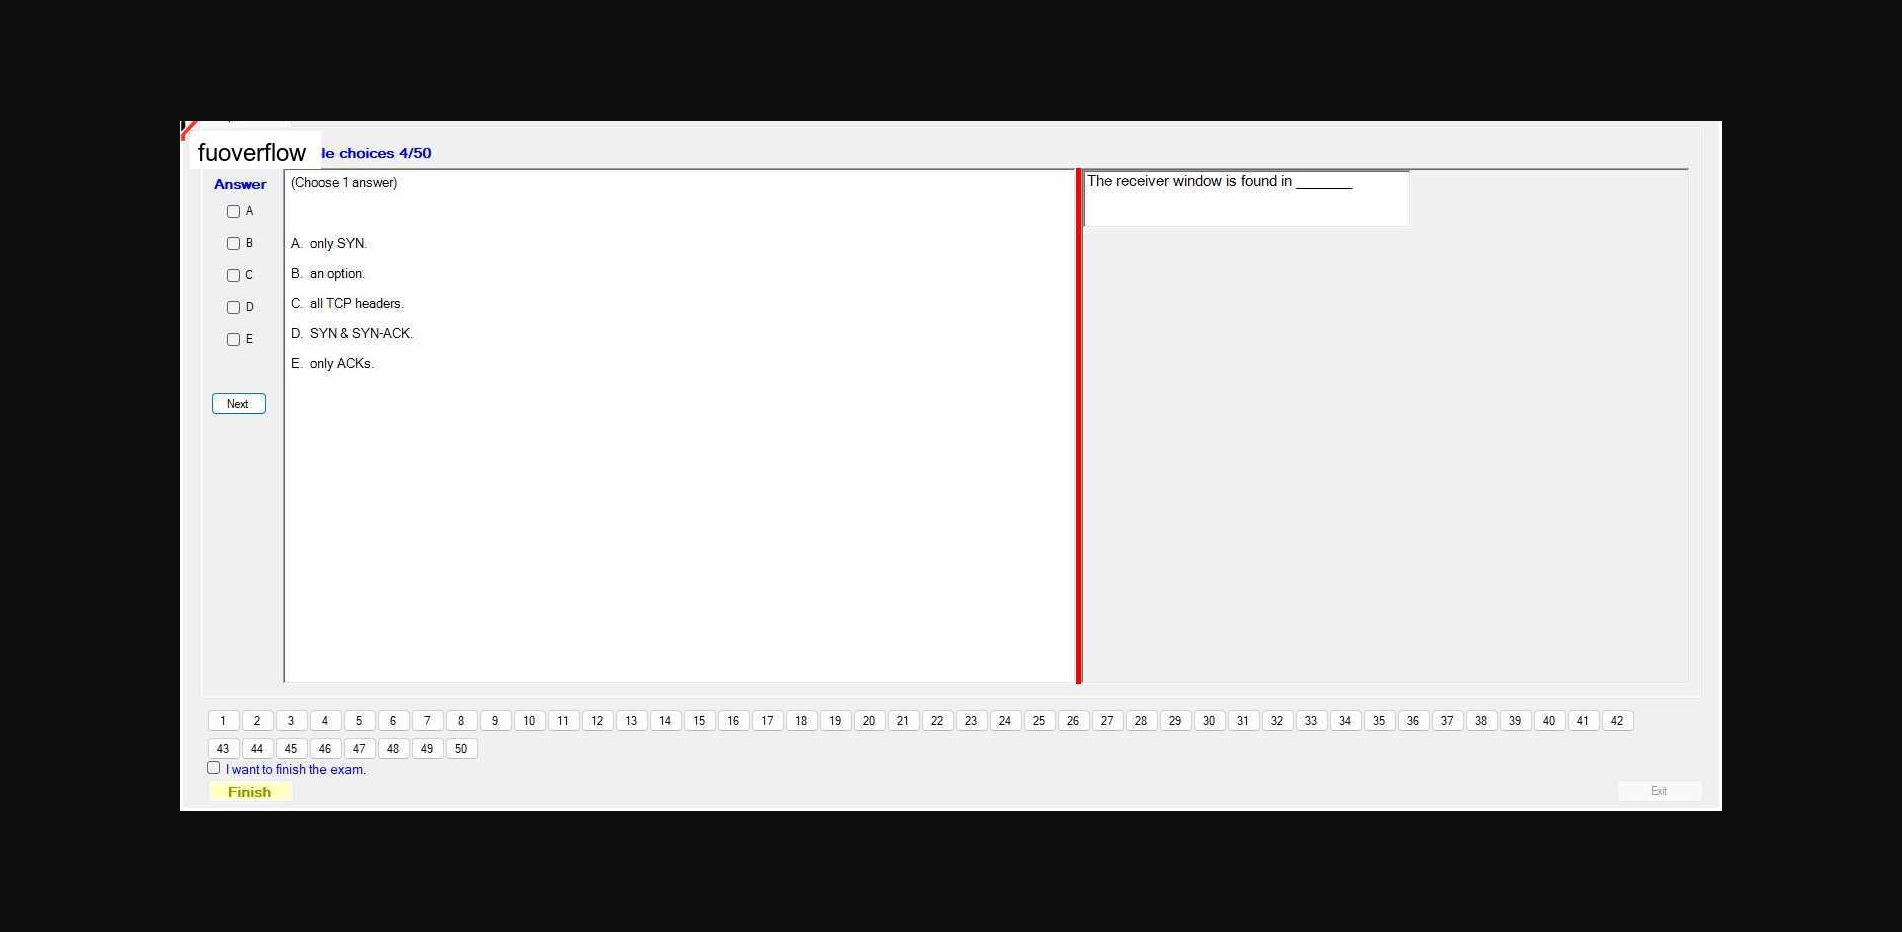 fuoverflow le choices 4/50
Answer
(Choose 1 answer)
The receiver window is found in _______
A
B
C
D
E
A. only SYN.
B. an option.
C. all TCP headers.
D. SYN & SYN-ACK.
E. only ACKs.
Next
1 2 3 4 5 6 7 8 9 10 11 12 13 14 15 16 17 18 19 20 21 22 23 24 25 26 27 28 29 30 31 32 33 34 35 36 37 38 39 40 41 42
43 44 45 46 47 48 49 50
I want to finish the exam.
Finish
Exit